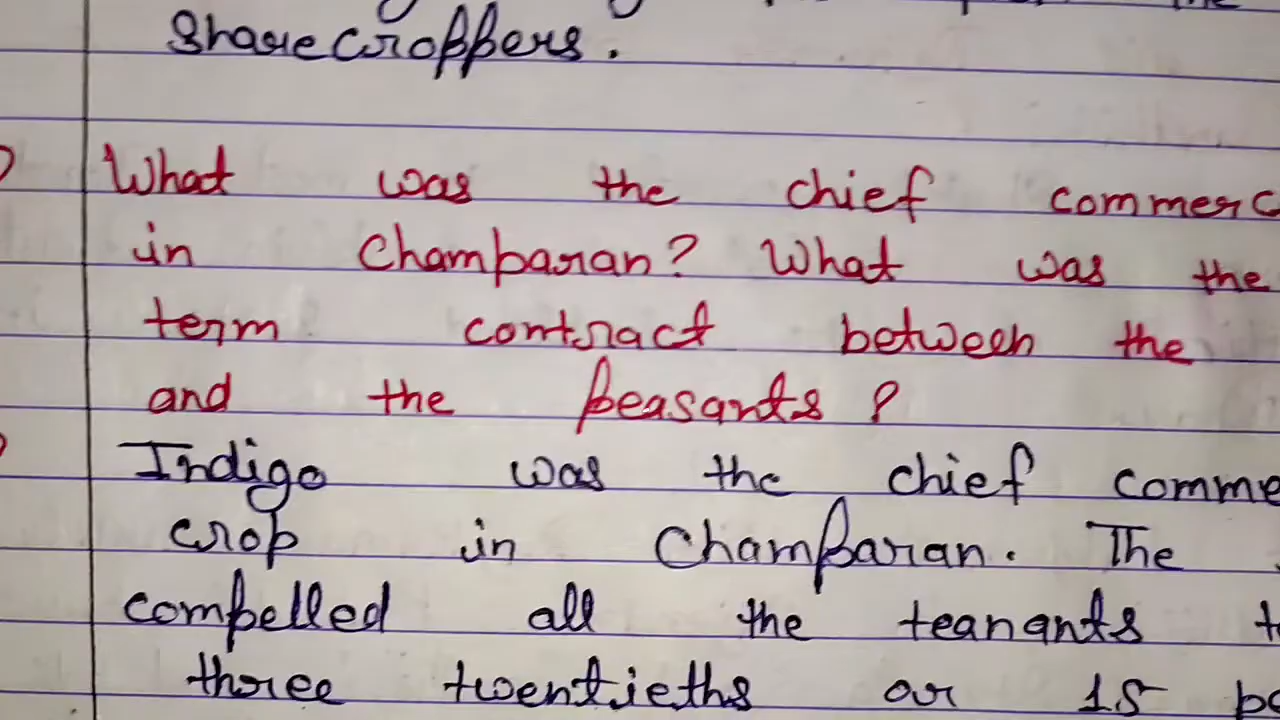 sharecroppers.
What was the chief commerc
in Champaran? What was the
term contract between the
and the peasants?
Indigo was the chief comme
crop in Champaran. The
compelled all the teanants t
three twentieths or 15 pe